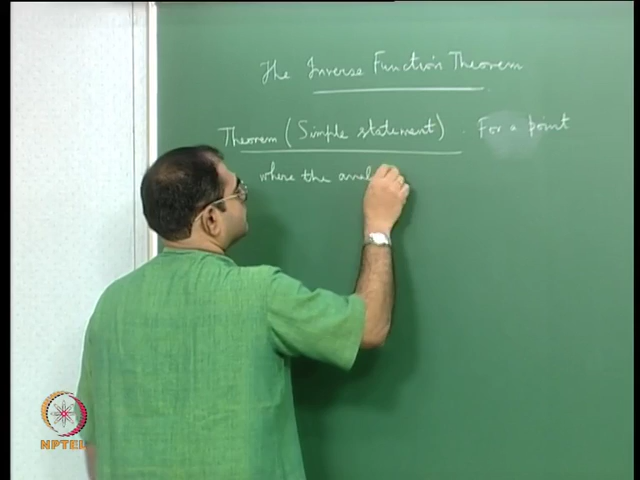 The Inverse Function Theorem
Theorem (Simple statement). For a point
where the anal
NPTEL